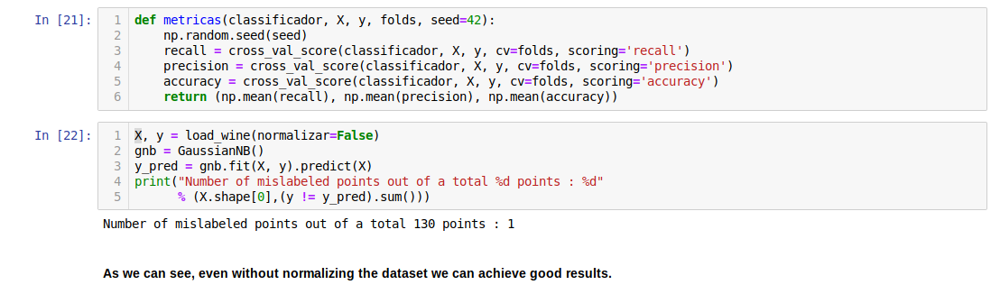 In [21]:
1 def metricas(classificador, X, y, folds, seed=42):
2     np.random.seed(seed)
3     recall = cross_val_score(classificador, X, y, cv=folds, scoring='recall')
4     precision = cross_val_score(classificador, X, y, cv=folds, scoring='precision')
5     accuracy = cross_val_score(classificador, X, y, cv=folds, scoring='accuracy')
6     return (np.mean(recall), np.mean(precision), np.mean(accuracy))
In [22]:
1 X, y = load_wine(normalizar=False)
2 gnb = GaussianNB()
3 y_pred = gnb.fit(X, y).predict(X)
4 print("Number of mislabeled points out of a total %d points : %d"
5       % (X.shape[0],(y != y_pred).sum()))
Number of mislabeled points out of a total 130 points : 1
As we can see, even without normalizing the dataset we can achieve good results.